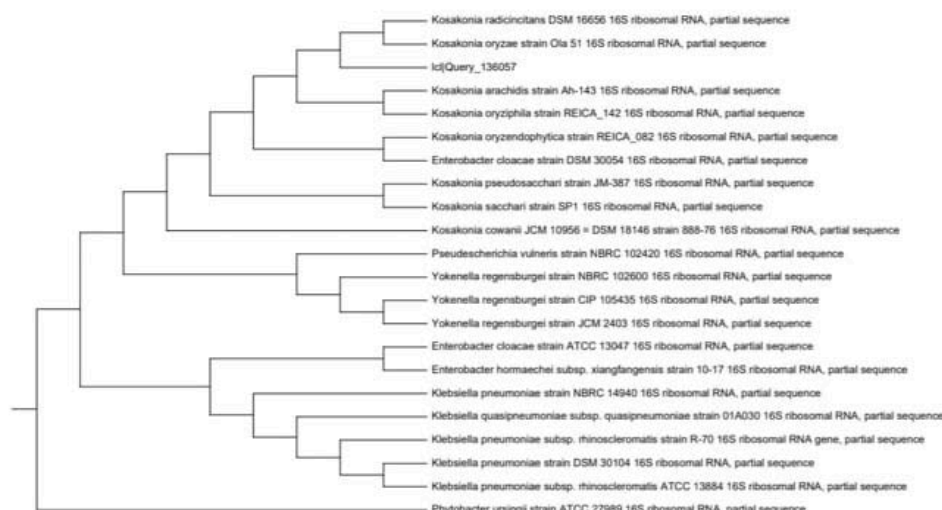 Kosakonia radicincitans DSM 16656 16S ribosomal RNA, partial sequence
Kosakonia oryzae strain Ola 51 16S ribosomal RNA, partial sequence
lcl|Query_136057
Kosakonia arachidis strain Ah-143 16S ribosomal RNA, partial sequence
Kosakonia oryziphila strain REICA_142 16S ribosomal RNA, partial sequence
Kosakonia oryzendophytica strain REICA_082 16S ribosomal RNA, partial sequence
Enterobacter cloacae strain DSM 30054 16S ribosomal RNA, partial sequence
Kosakonia pseudosacchari strain JM-387 16S ribosomal RNA, partial sequence
Kosakonia sacchari strain SP1 16S ribosomal RNA, partial sequence
Kosakonia cowanii JCM 10956 = DSM 18146 strain 888-76 16S ribosomal RNA, partial sequence
Pseudescherichia vulneris strain NBRC 102420 16S ribosomal RNA, partial sequence
Yokenella regensburgei strain NBRC 102600 16S ribosomal RNA, partial sequence
Yokenella regensburgei strain CIP 105435 16S ribosomal RNA, partial sequence
Yokenella regensburgei strain JCM 2403 16S ribosomal RNA, partial sequence
Enterobacter cloacae strain ATCC 13047 16S ribosomal RNA, partial sequence
Enterobacter hormaechei subsp. xiangfangensis strain 10-17 16S ribosomal RNA, partial sequence
Klebsiella pneumoniae strain NBRC 14940 16S ribosomal RNA, partial sequence
Klebsiella quasipneumoniae subsp. quasipneumoniae strain 01A030 16S ribosomal RNA, partial sequence
Klebsiella pneumoniae subsp. rhinoscleromatis strain R-70 16S ribosomal RNA gene, partial sequence
Klebsiella pneumoniae strain DSM 30104 16S ribosomal RNA, partial sequence
Klebsiella pneumoniae subsp. rhinoscleromatis ATCC 13884 16S ribosomal RNA, partial sequence
Phytobacter ursingii strain ATCC 27989 16S ribosomal RNA, partial sequence